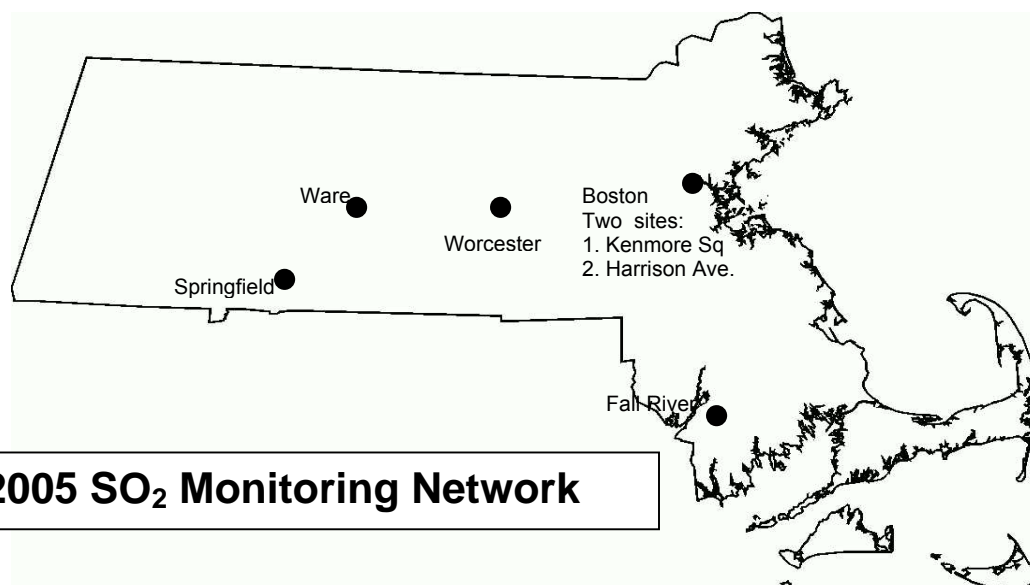 Ware
Worcester
Springfield
Boston
Two sites:
1. Kenmore Sq
2. Harrison Ave.
Fall River
2005 SO₂ Monitoring Network